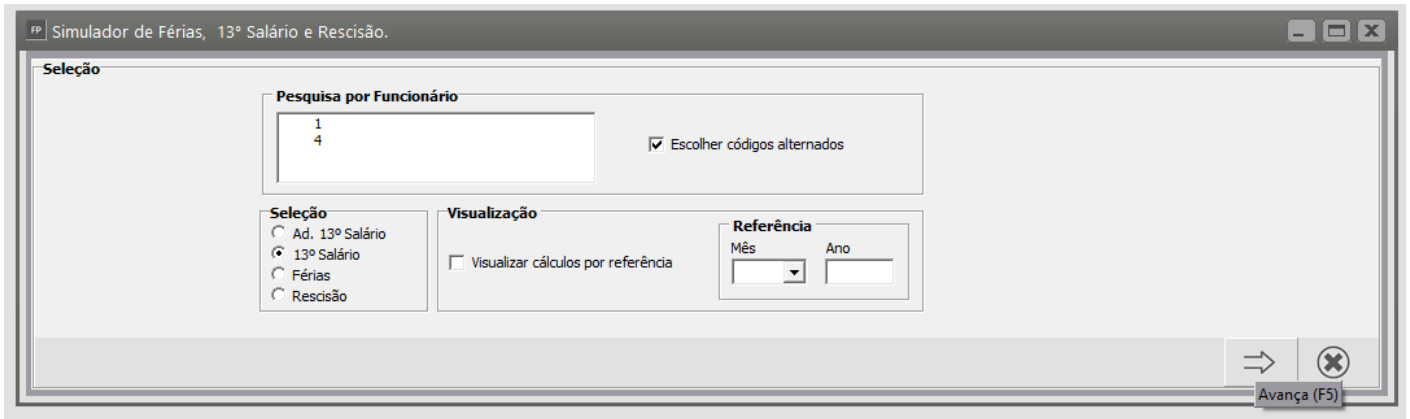 FP Simulador de Férias, 13° Salário e Rescisão.
Seleção
Pesquisa por Funcionário
1
4
Escolher códigos alternados
Seleção
Ad. 13º Salário
13º Salário
Férias
Rescisão
Visualização
Visualizar cálculos por referência
Referência
Mês Ano
Avança (F5)